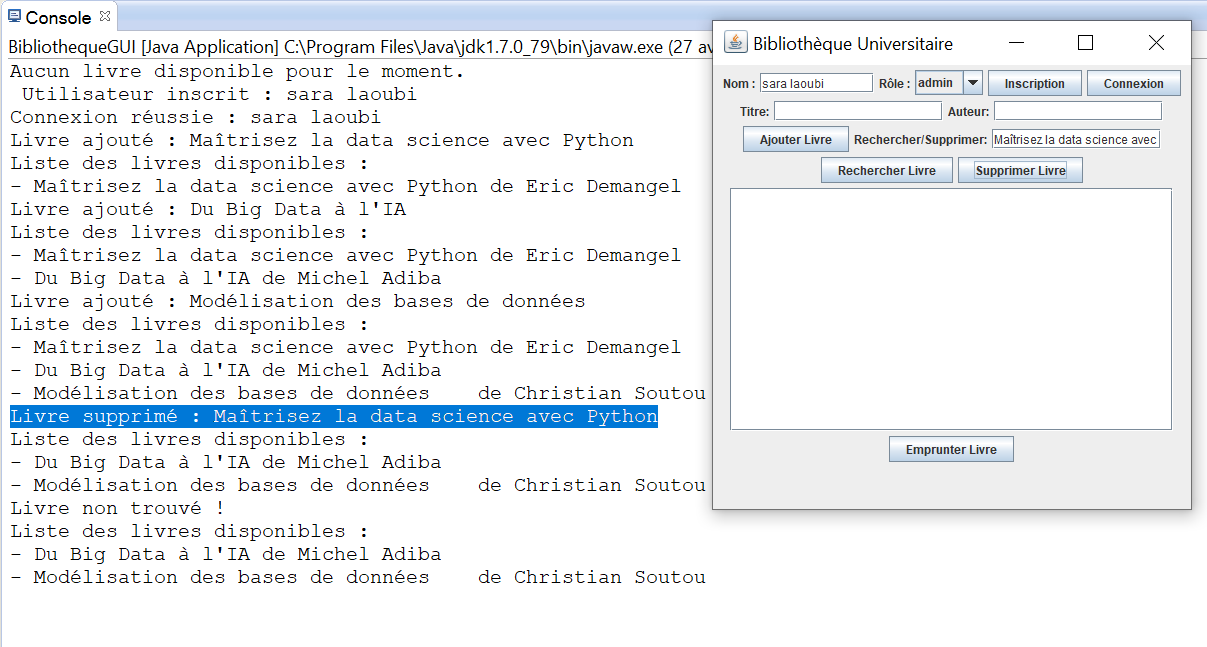 Console
BibliothequeGUI [Java Application] C:\Program Files\Java\jdk1.7.0_79\bin\javaw.exe (27 av
Aucun livre disponible pour le moment.
Utilisateur inscrit : sara laoubi
Connexion réussie : sara laoubi
Livre ajouté : Maîtrisez la data science avec Python
Liste des livres disponibles :
- Maîtrisez la data science avec Python de Eric Demangel
Livre ajouté : Du Big Data à l'IA
Liste des livres disponibles :
- Maîtrisez la data science avec Python de Eric Demangel
- Du Big Data à l'IA de Michel Adiba
Livre ajouté : Modélisation des bases de données
Liste des livres disponibles :
- Maîtrisez la data science avec Python de Eric Demangel
- Du Big Data à l'IA de Michel Adiba
- Modélisation des bases de données    de Christian Soutou
Livre supprimé : Maîtrisez la data science avec Python
Liste des livres disponibles :
- Du Big Data à l'IA de Michel Adiba
- Modélisation des bases de données    de Christian Soutou
Livre non trouvé !
Liste des livres disponibles :
- Du Big Data à l'IA de Michel Adiba
- Modélisation des bases de données    de Christian Soutou
Bibliothèque Universitaire
Nom : sara laoubi Rôle : admin Inscription Connexion
Titre: Auteur:
Ajouter Livre Rechercher/Supprimer: Maîtrisez la data science avec
Rechercher Livre Supprimer Livre
Emprunter Livre